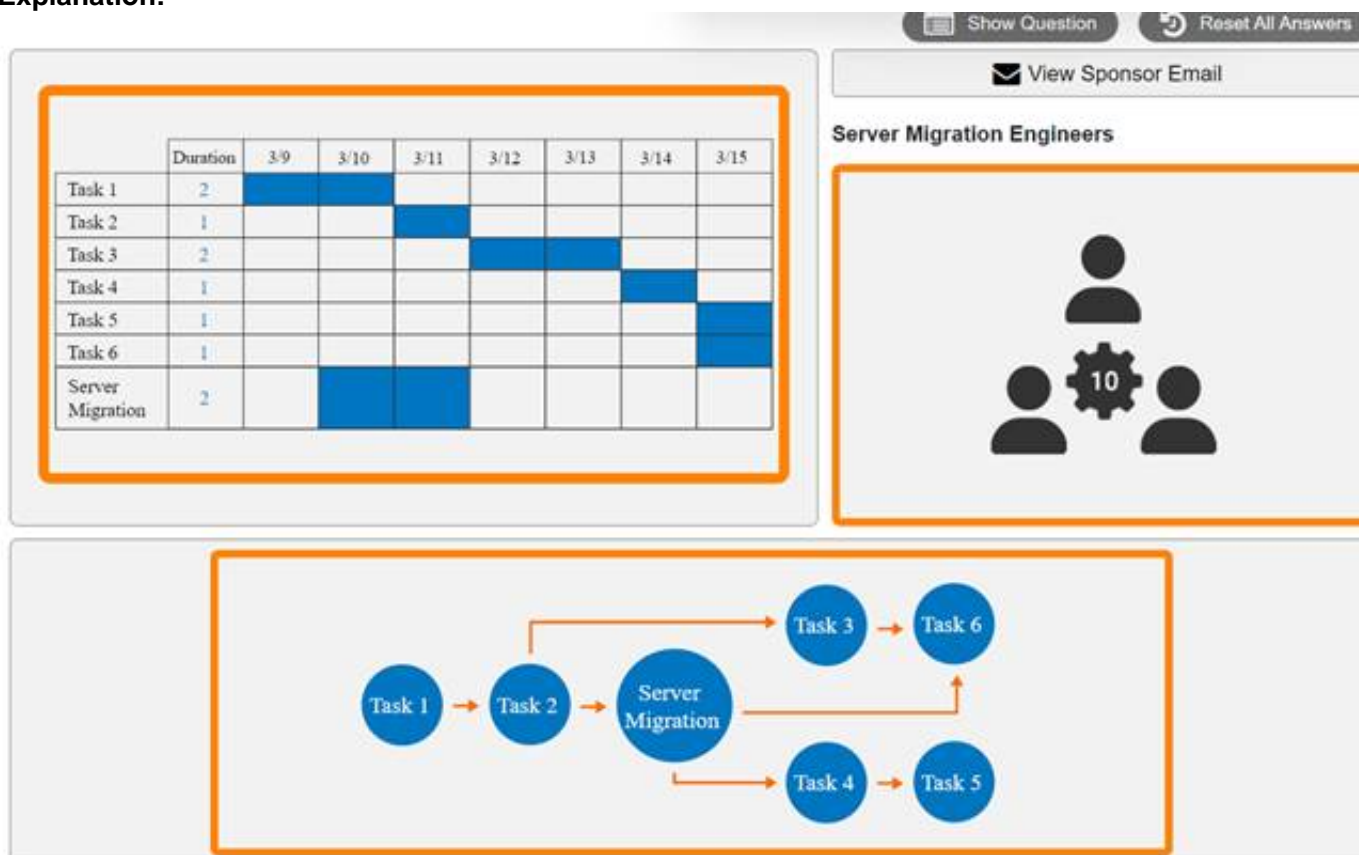 Explanation:
Show Question
Reset All Answers
View Sponsor Email
Server Migration Engineers
Duration 3/9 3/10 3/11 3/12 3/13 3/14 3/15
Task 1 2
Task 2 1
Task 3 2
Task 4 1
Task 5 1
Task 6 1
Server
Migration 2
10
Task 3 Task 6
Task 1 Task 2 Server
Migration
Task 4 Task 5